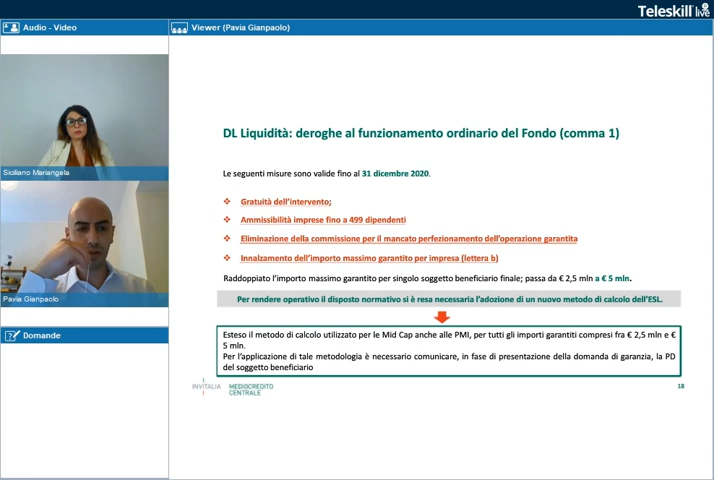 Teleskill live
Audio - Video
Viewer (Pavia Gianpaolo)
Siciliano Mariangela
Pavia Gianpaolo
Domande
DL Liquidità: deroghe al funzionamento ordinario del Fondo (comma 1)
Le seguenti misure sono valide fino al 31 dicembre 2020.
❖ Gratuità dell'intervento;
❖ Ammissibilità imprese fino a 499 dipendenti
❖ Eliminazione della commissione per il mancato perfezionamento dell'operazione garantita
❖ Innalzamento dell'importo massimo garantito per impresa (lettera b)
Raddoppiato l'importo massimo garantito per singolo soggetto beneficiario finale; passa da € 2,5 mln a € 5 mln.
Per rendere operativo il disposto normativo si è resa necessaria l'adozione di un nuovo metodo di calcolo dell'ESL.
Esteso il metodo di calcolo utilizzato per le Mid Cap anche alle PMI, per tutti gli importi garantiti compresi fra € 2,5 mln e €
5 mln.
Per l'applicazione di tale metodologia è necessario comunicare, in fase di presentazione della domanda di garanzia, la PD
del soggetto beneficiario
INVITALIA
MEDIOCREDITO
CENTRALE
18